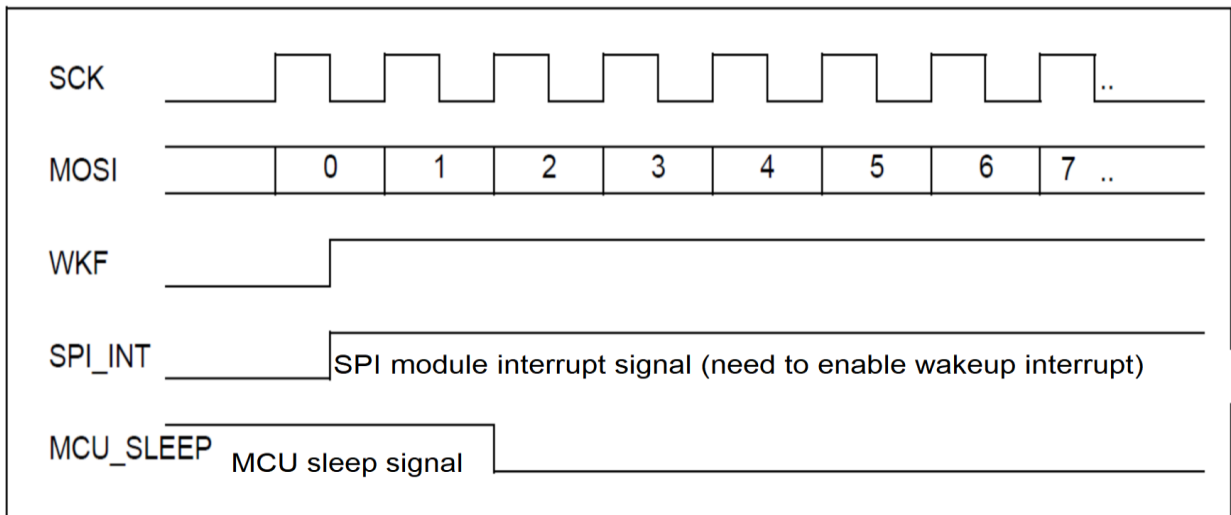 SCK ..
MOSI 0 1 2 3 4 5 6 7 ..
WKF
SPI_INT SPI module interrupt signal (need to enable wakeup interrupt)
MCU_SLEEP MCU sleep signal